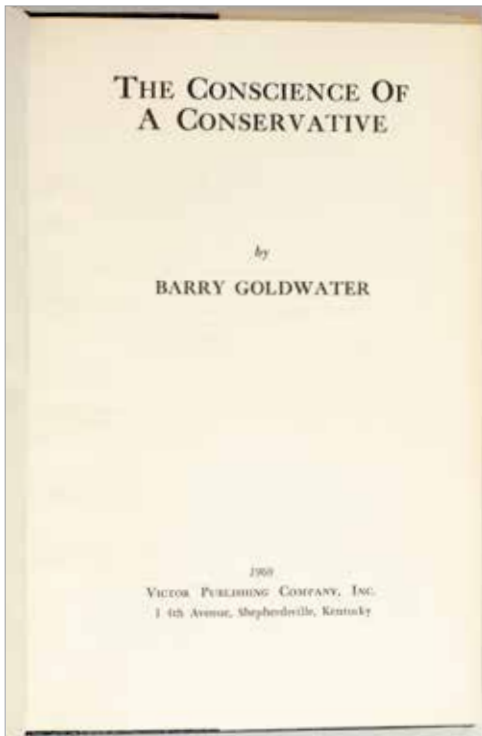 THE CONSCIENCE OF
A CONSERVATIVE
by
BARRY GOLDWATER
1960
VICTOR PUBLISHING COMPANY, INC.
1 4th Avenue, Shepherdsville, Kentucky